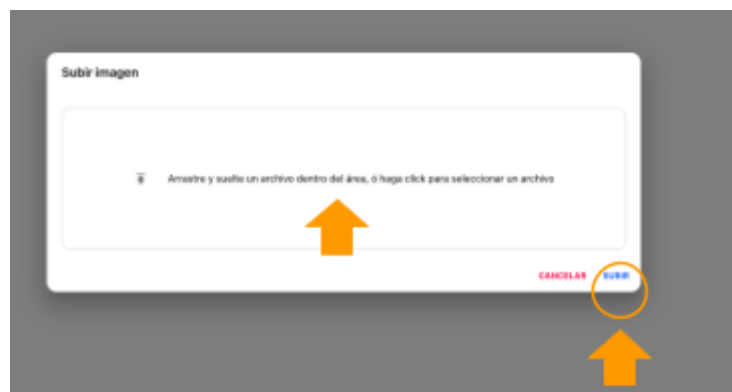 Subir imagen
Arrastre y suelte un archivo dentro del área, ó haga click para seleccionar un archivo
CANCELAR SUBIR